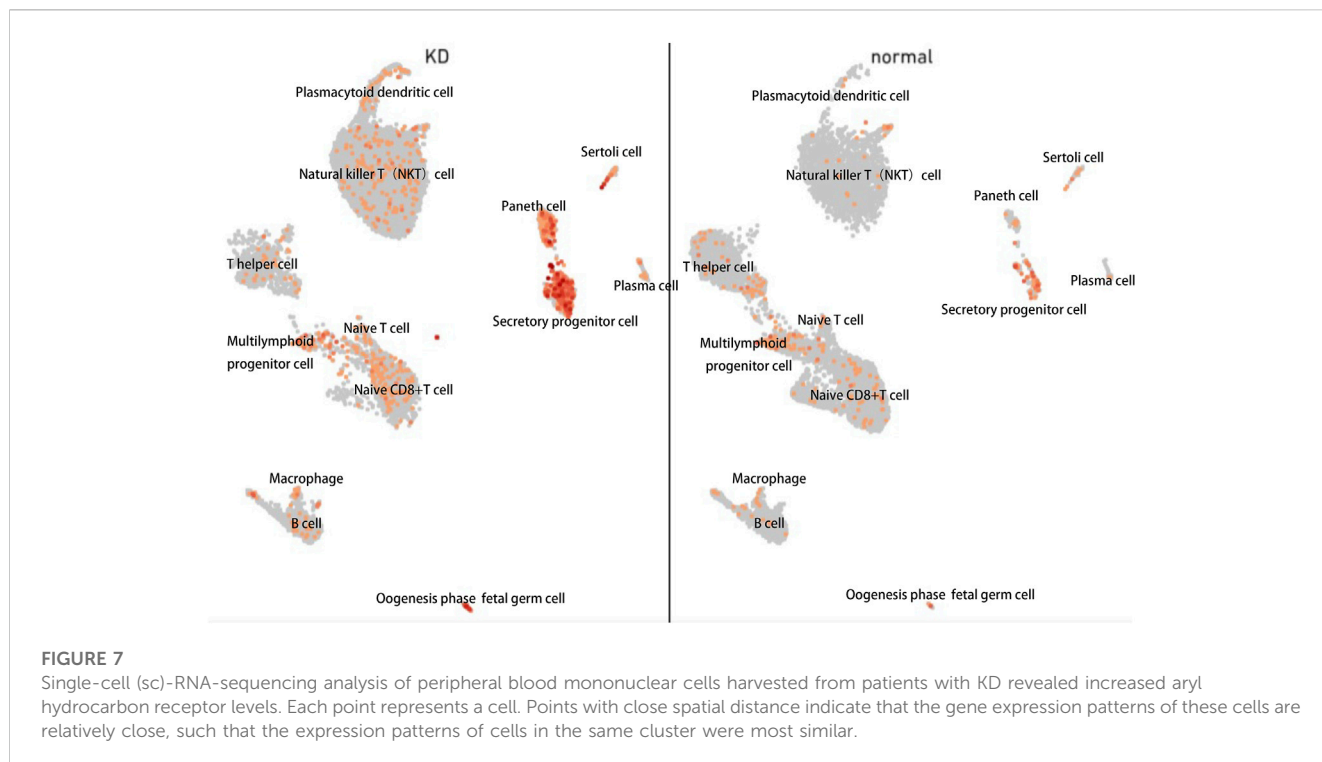 KD
Plasmacytoid dendritic cell
Natural killer T（NKT）cell
Sertoli cell
Paneth cell
T helper cell
Plasma cell
Secretory progenitor cell
Naive T cell
Multilymphoid
progenitor cell
Naive CD8+T cell
Macrophage
B cell
Oogenesis phase fetal germ cell
normal
Plasmacytoid dendritic cell
Natural killer T（NKT）cell
Sertoli cell
Paneth cell
T helper cell
Plasma cell
Secretory progenitor cell
Naive T cell
Multilymphoid
progenitor cell
Naive CD8+T cell
Macrophage
B cell
Oogenesis phase fetal germ cell
FIGURE 7
Single-cell (sc)-RNA-sequencing analysis of peripheral blood mononuclear cells harvested from patients with KD revealed increased aryl
hydrocarbon receptor levels. Each point represents a cell. Points with close spatial distance indicate that the gene expression patterns of these cells are
relatively close, such that the expression patterns of cells in the same cluster were most similar.